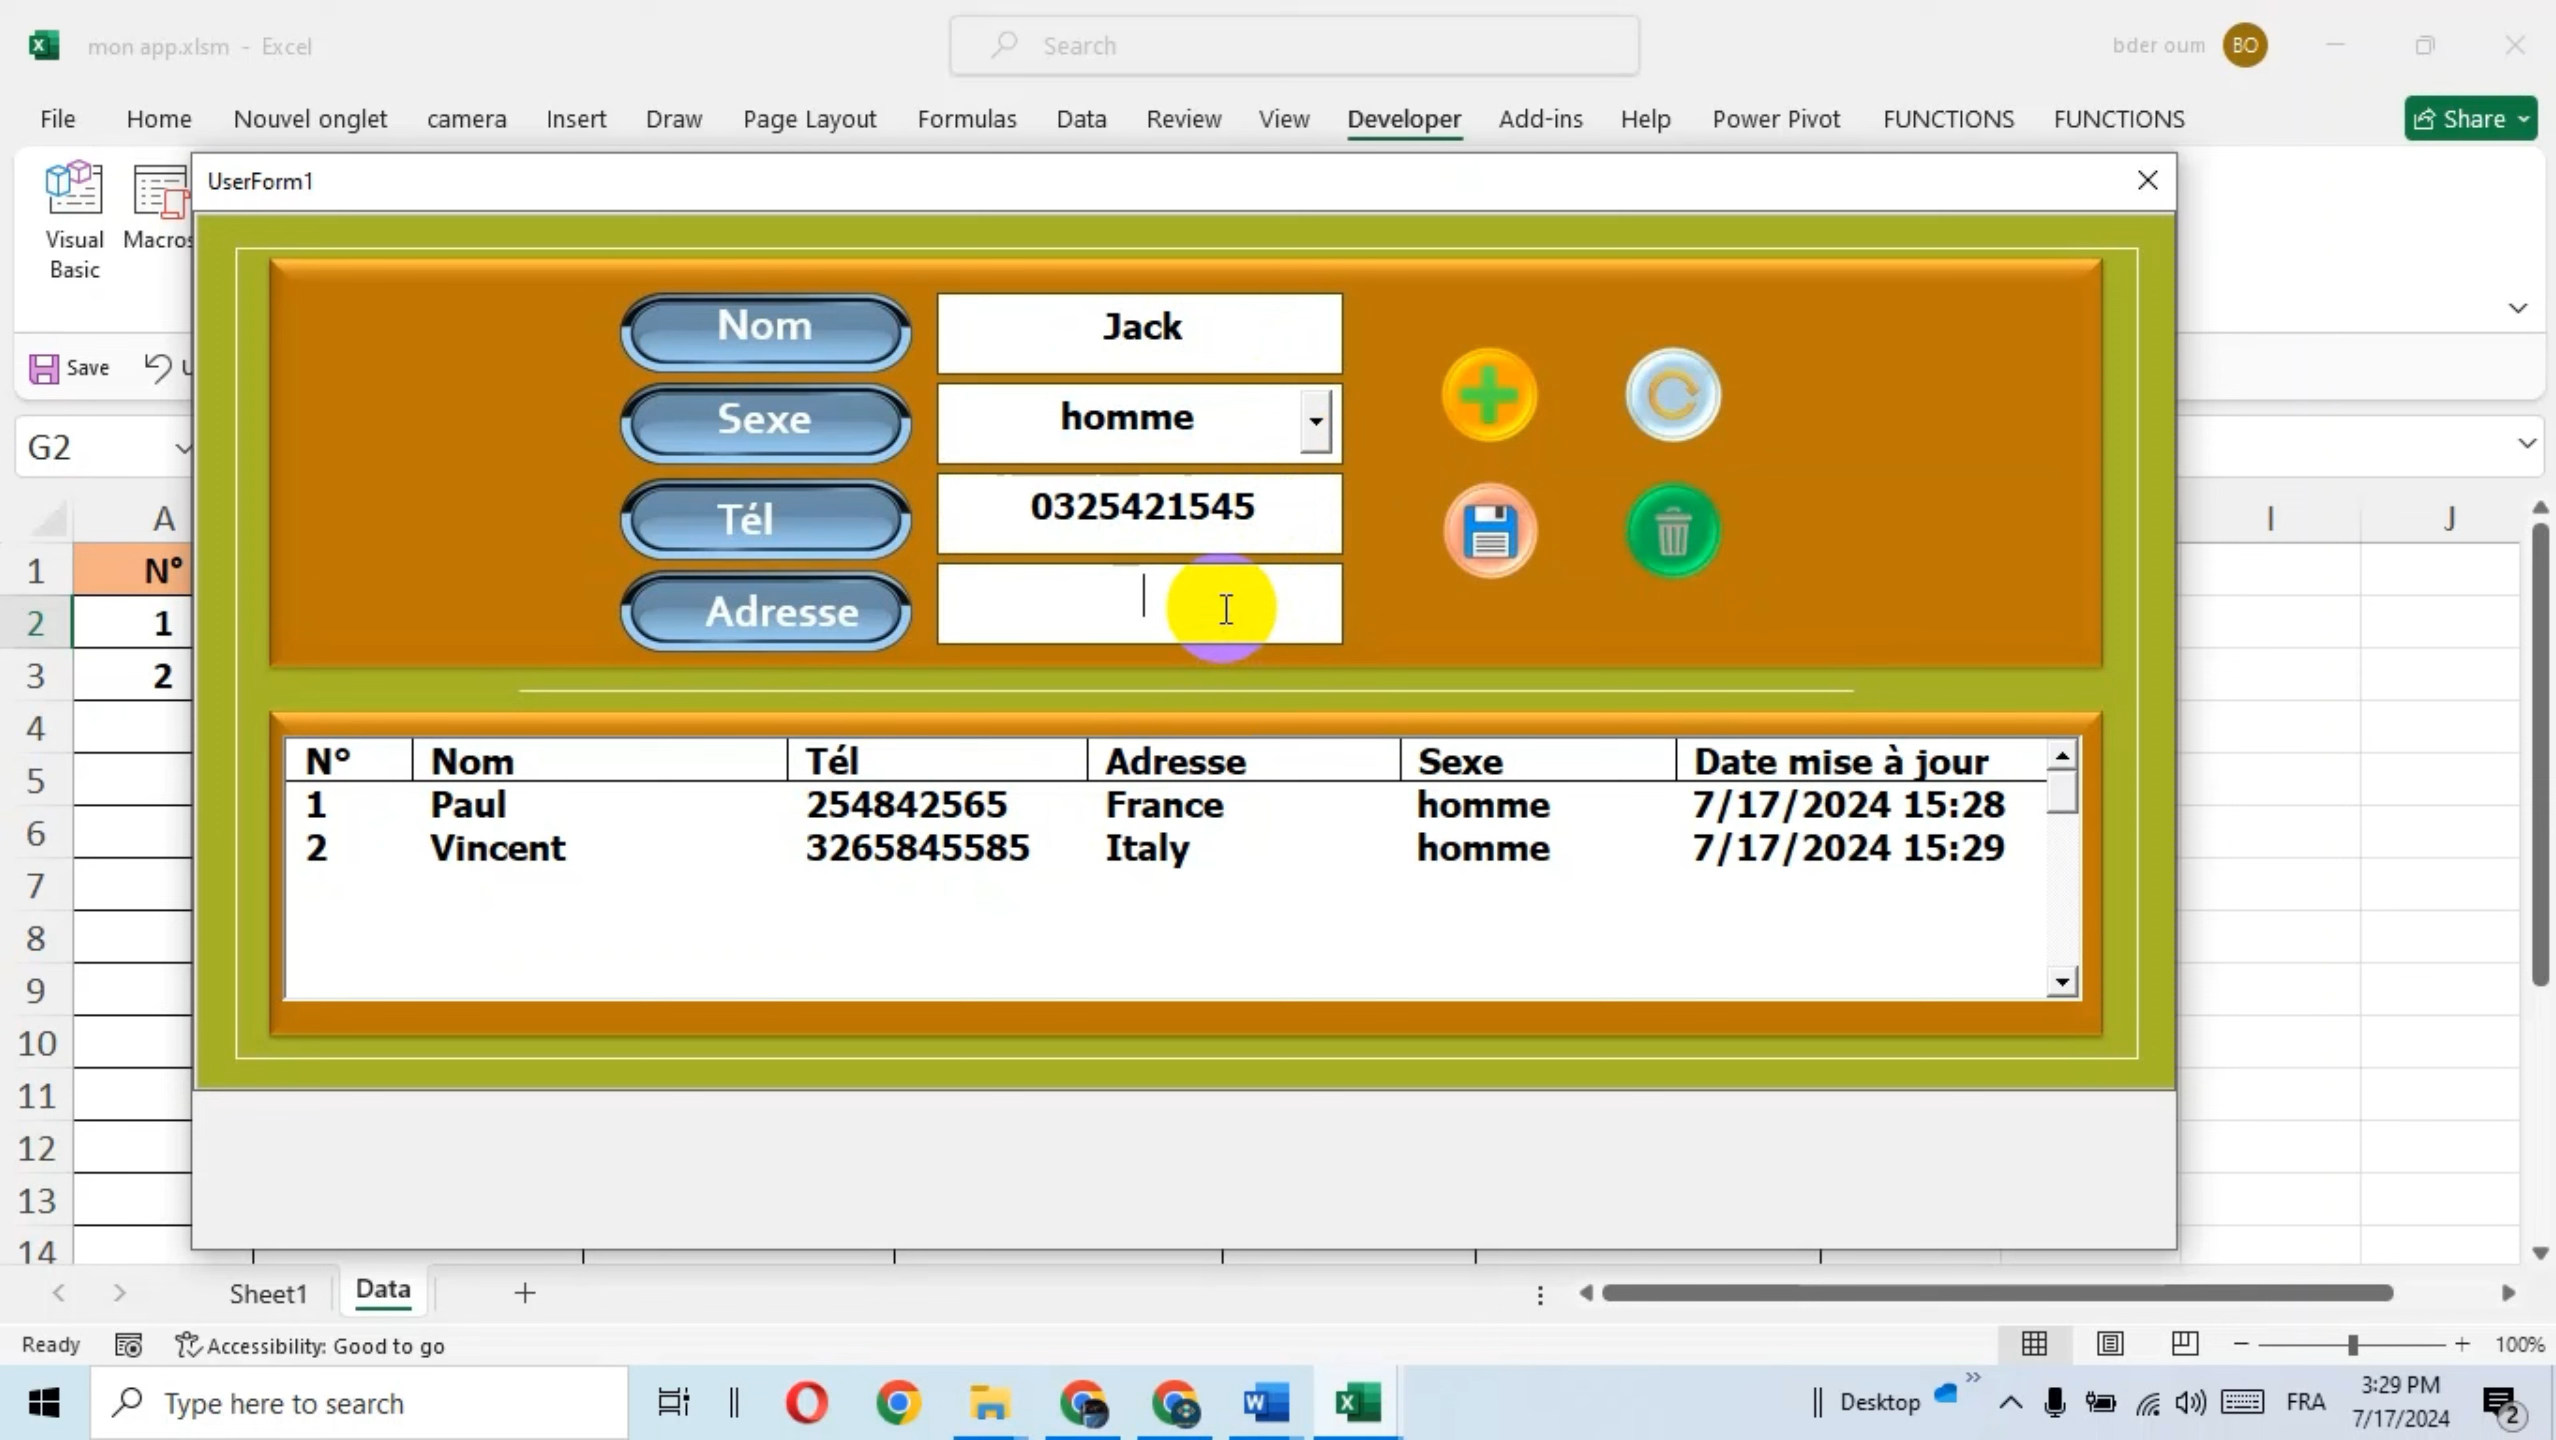 mon app.xlsm - Excel
Search
bder oum
BO
File Home Nouvel onglet camera Insert Draw Page Layout Formulas Data Review View Developer Add-ins Help Power Pivot FUNCTIONS FUNCTIONS
Share
Visual Basic
Macros
UserForm1
Save
U
G2
Nom
Jack
Sexe
homme
Tél
0325421545
Adresse
A
I
J
1 N°
2 1
3 2
4
5
6
7
8
9
10
11
12
13
14
N° Nom Tél Adresse Sexe Date mise à jour
1 Paul 254842565 France homme 7/17/2024 15:28
2 Vincent 3265845585 Italy homme 7/17/2024 15:29
Sheet1
Data
Ready
Accessibility: Good to go
100%
Type here to search
Desktop
FRA
3:29 PM
7/17/2024
2